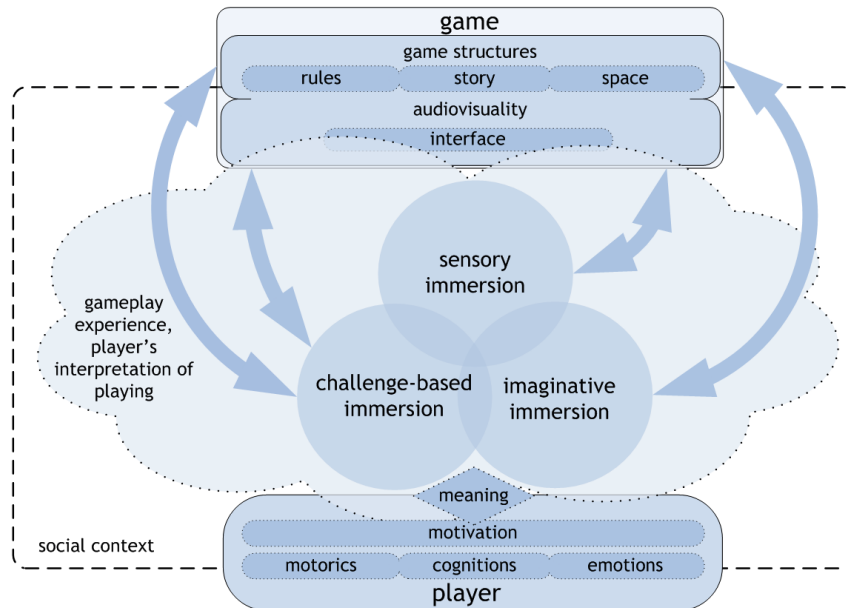 game
game structures
rules story space
audiovisuality
interface
sensory
immersion
gameplay
experience,
player's
interpretation of
playing
challenge-based
immersion
imaginative
immersion
meaning
motivation
social context
motorics cognitions emotions
player